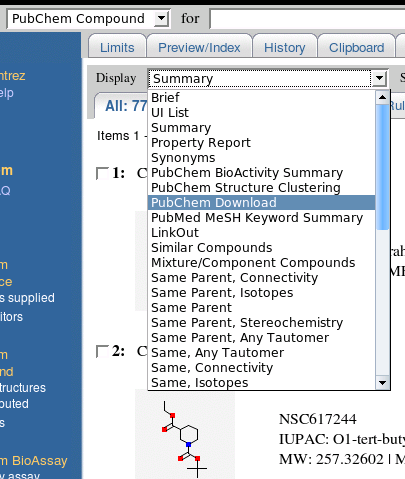 PubChem Compound for
Limits Preview/Index History Clipboard
Display Summary
All: 77
Items 1
Brief
UI List
Summary
Property Report
Synonyms
PubChem BioActivity Summary
PubChem Structure Clustering
PubChem Download
PubMed MeSH Keyword Summary
LinkOut
Similar Compounds
Mixture/Component Compounds
Same Parent, Connectivity
Same Parent, Isotopes
Same Parent
Same Parent, Stereochemistry
Same Parent, Any Tautomer
Same, Any Tautomer
Same, Connectivity
Same, Isotopes
1: C
2: C
NSC617244
IUPAC: O1-tert-buty
MW: 257.32602 | M
ntrez
elp
om
AQ
m
ce
s supplied
itors
m
nd
tructures
buted
s
m BioAssay
y assay